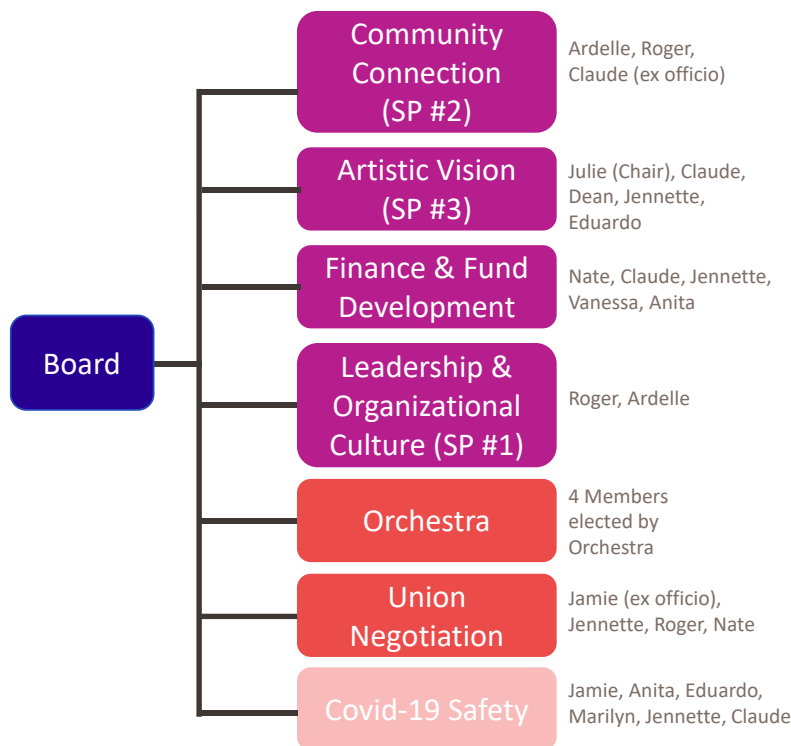 Community
Connection
(SP #2)
Ardelle, Roger,
Claude (ex officio)
Artistic Vision
(SP #3)
Julie (Chair), Claude,
Dean, Jennette,
Eduardo
Finance & Fund
Development
Nate, Claude, Jennette,
Vanessa, Anita
Board
Leadership &
Organizational
Culture (SP #1)
Roger, Ardelle
Orchestra
4 Members
elected by
Orchestra
Union
Negotiation
Jamie (ex officio),
Jennette, Roger, Nate
Covid-19 Safety
Jamie, Anita, Eduardo,
Marilyn, Jennette, Claude